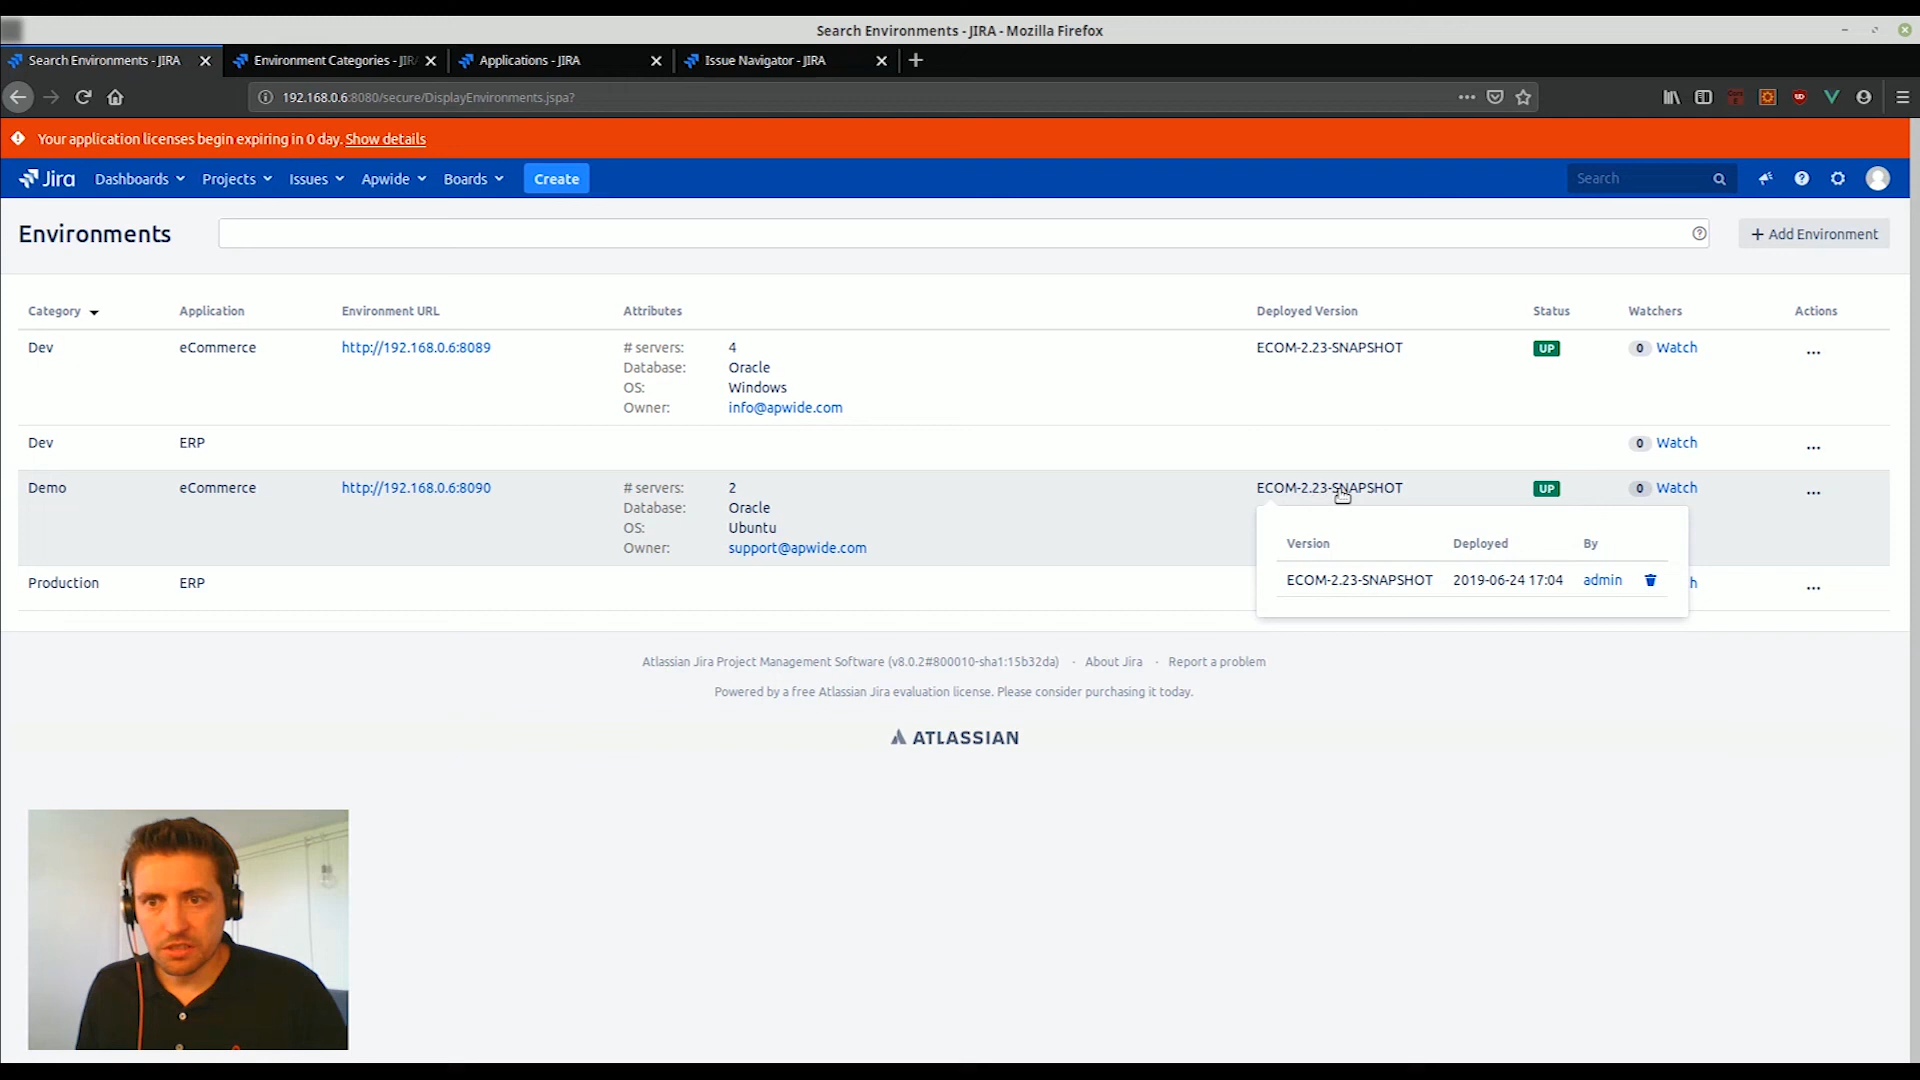 Search Environments - JIRA - Mozilla Firefox
Search Environments - JIRA
Environment Categories - JIR
Applications - JIRA
Issue Navigator - JIRA
192.168.0.6:8080/secure/DisplayEnvironments.jspa?
Your application licenses begin expiring in 0 day. Show details
Jira Dashboards Projects Issues Apwide Boards Create Search
Environments + Add Environment
Category Application Environment URL Attributes Deployed Version Status Watchers Actions
Dev eCommerce http://192.168.0.6:8089 # servers: 4 ECOM-2.23-SNAPSHOT UP 0 Watch ...
Database: Oracle
OS: Windows
Owner: info@apwide.com
Dev ERP 0 Watch ...
Demo eCommerce http://192.168.0.6:8090 # servers: 2 ECOM-2.23-SNAPSHOT UP 0 Watch ...
Database: Oracle
OS: Ubuntu
Owner: support@apwide.com
Version Deployed By
ECOM-2.23-SNAPSHOT 2019-06-24 17:04 admin
Production ERP h ...
Atlassian Jira Project Management Software (v8.0.2#800010-sha1:15b32da) · About Jira · Report a problem
Powered by a free Atlassian Jira evaluation license. Please consider purchasing it today.
ATLASSIAN